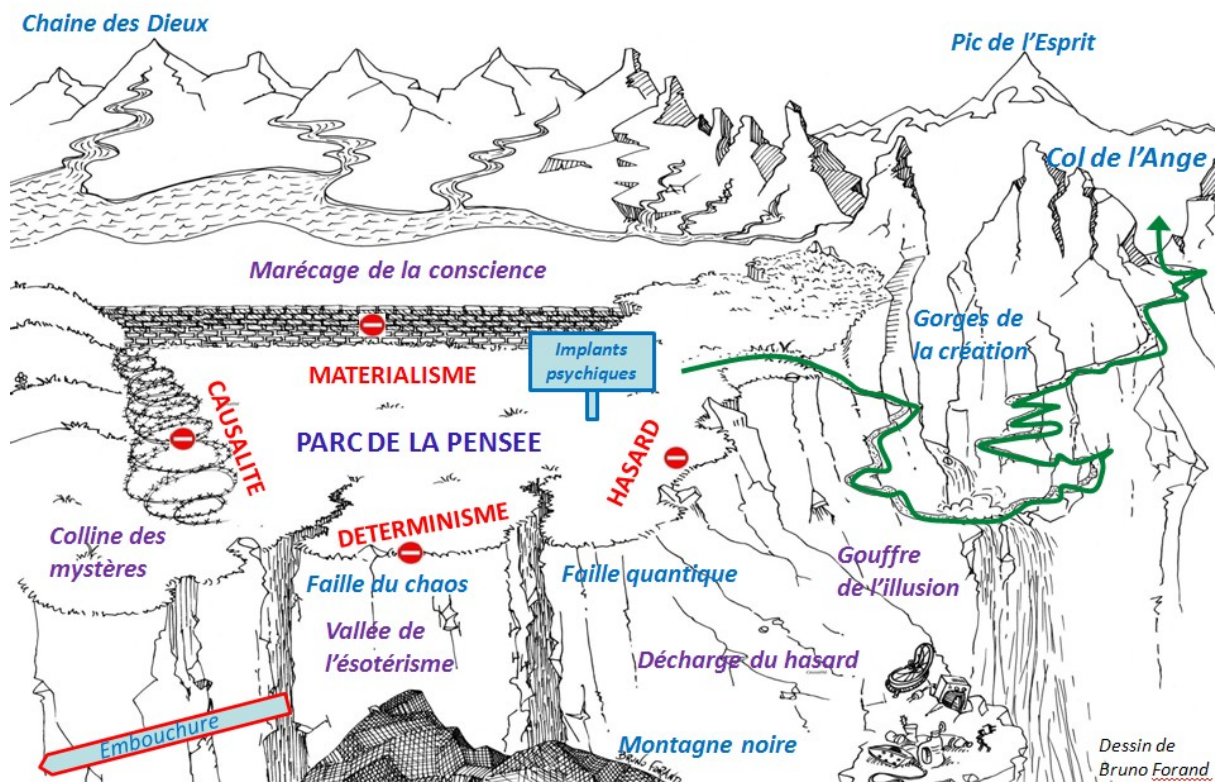 Chaine des Dieux
Pic de l'Esprit
Col de l'Ange
Marécage de la conscience
Gorges de
la création
Implants
psychiques
MATERIALISME
CAUSALITE
PARC DE LA PENSEE
HASARD
DETERMINISME
Colline des
mystères
Faille du chaos
Faille quantique
Gouffre
de l'illusion
Vallée de
l'ésotérisme
Décharge du hasard
Embouchure
Montagne noire
BRUNO FORAND
Dessin de
Bruno Forand